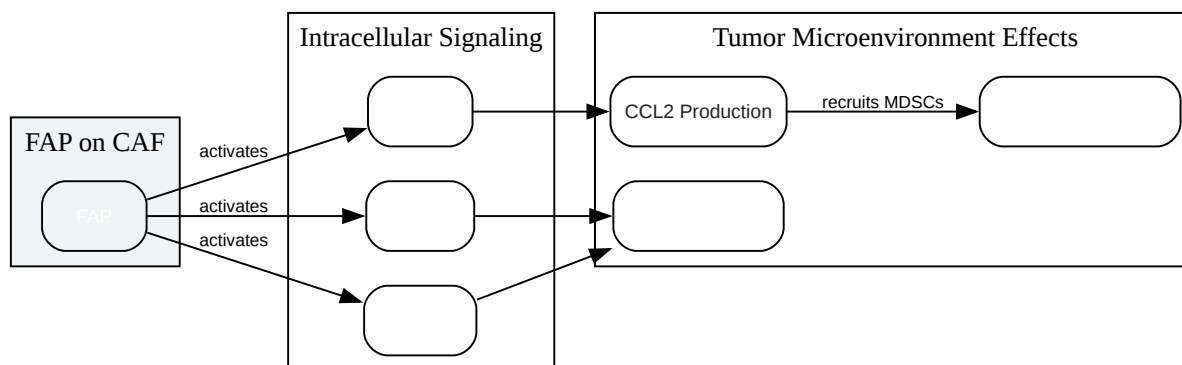 Intracellular Signaling
Tumor Microenvironment Effects
CCL2 Production
recruits MDSCs
FAP on CAF
FAP
activates
activates
activates